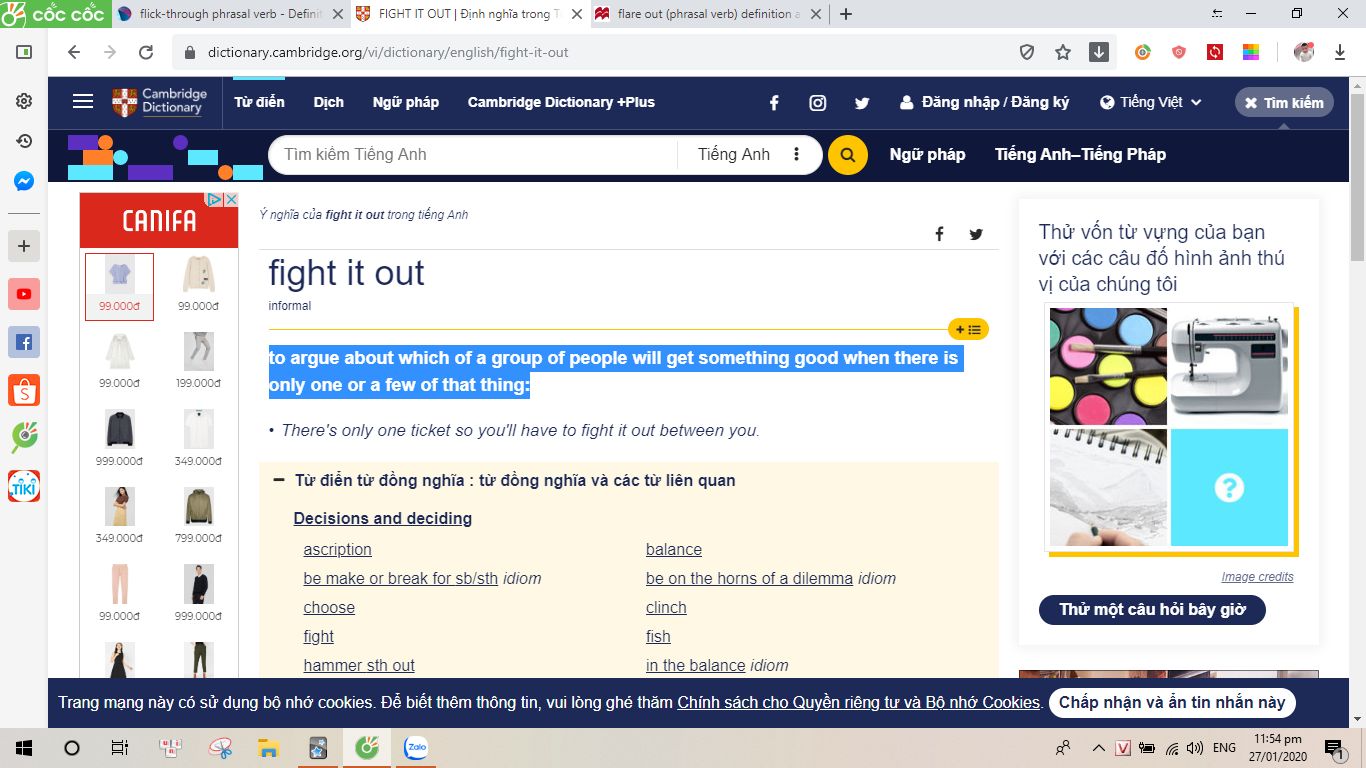 cốc cốc
flick-through phrasal verb - Defini
FIGHT IT OUT | Định nghĩa trong T
flare out (phrasal verb) definition a
dictionary.cambridge.org/vi/dictionary/english/fight-it-out
Cambridge
Dictionary
Từ điển
Dịch
Ngữ pháp
Cambridge Dictionary +Plus
Đăng nhập / Đăng ký
Tiếng Việt
Tìm kiếm
Tìm kiếm Tiếng Anh
Tiếng Anh
Ngữ pháp
Tiếng Anh–Tiếng Pháp
CANIFA
99.000đ 99.000đ
99.000đ 199.000đ
999.000đ 349.000đ
349.000đ 799.000đ
99.000đ 999.000đ
TIKI
Ý nghĩa của fight it out trong tiếng Anh
fight it out
informal
to argue about which of a group of people will get something good when there is
only one or a few of that thing:
• There's only one ticket so you'll have to fight it out between you.
Từ điển từ đồng nghĩa : từ đồng nghĩa và các từ liên quan
Decisions and deciding
ascription balance
be make or break for sb/sth idiom be on the horns of a dilemma idiom
choose clinch
fight fish
hammer sth out in the balance idiom
Thử vốn từ vựng của bạn
với các câu đố hình ảnh thú
vị của chúng tôi
?
Image credits
Thử một câu hỏi bây giờ
Trang mạng này có sử dụng bộ nhớ cookies. Để biết thêm thông tin, vui lòng ghé thăm Chính sách cho Quyền riêng tư và Bộ nhớ Cookies.
Chấp nhận và ẩn tin nhắn này
Zalo
V
ENG
11:54 pm
27/01/2020
1